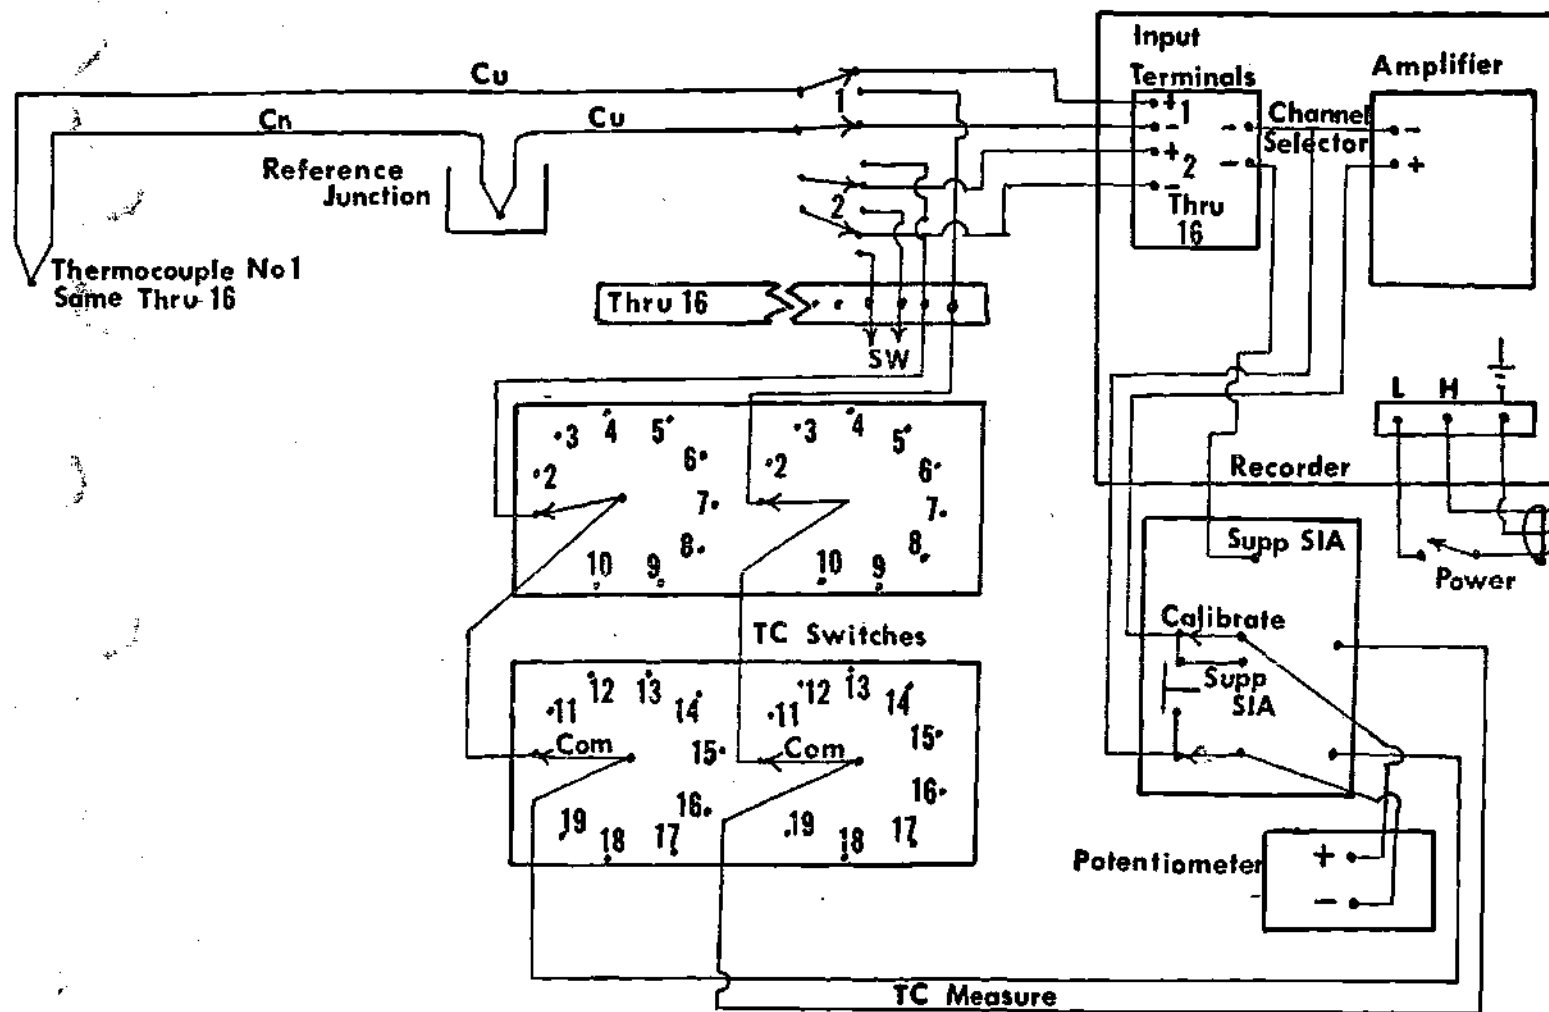 Input
Terminals
Amplifier
Cu
Cn
Cu
1
+ 1
-
+
2
-
Thru
16
-
-
Channel
Selector
-
+
Reference
Junction
2
Thermocouple No1
Same Thru 16
Thru 16
SW
L H
Recorder
2 3 4 5 6 7 8 9 10
2 3 4 5 6 7 8 9 10
Supp SIA
Power
TC Switches
Calibrate
Supp
SIA
11 12 13 14 15 16 17 18 19
Com
11 12 13 14 15 16 17 18 19
Com
Potentiometer
+
-
TC Measure